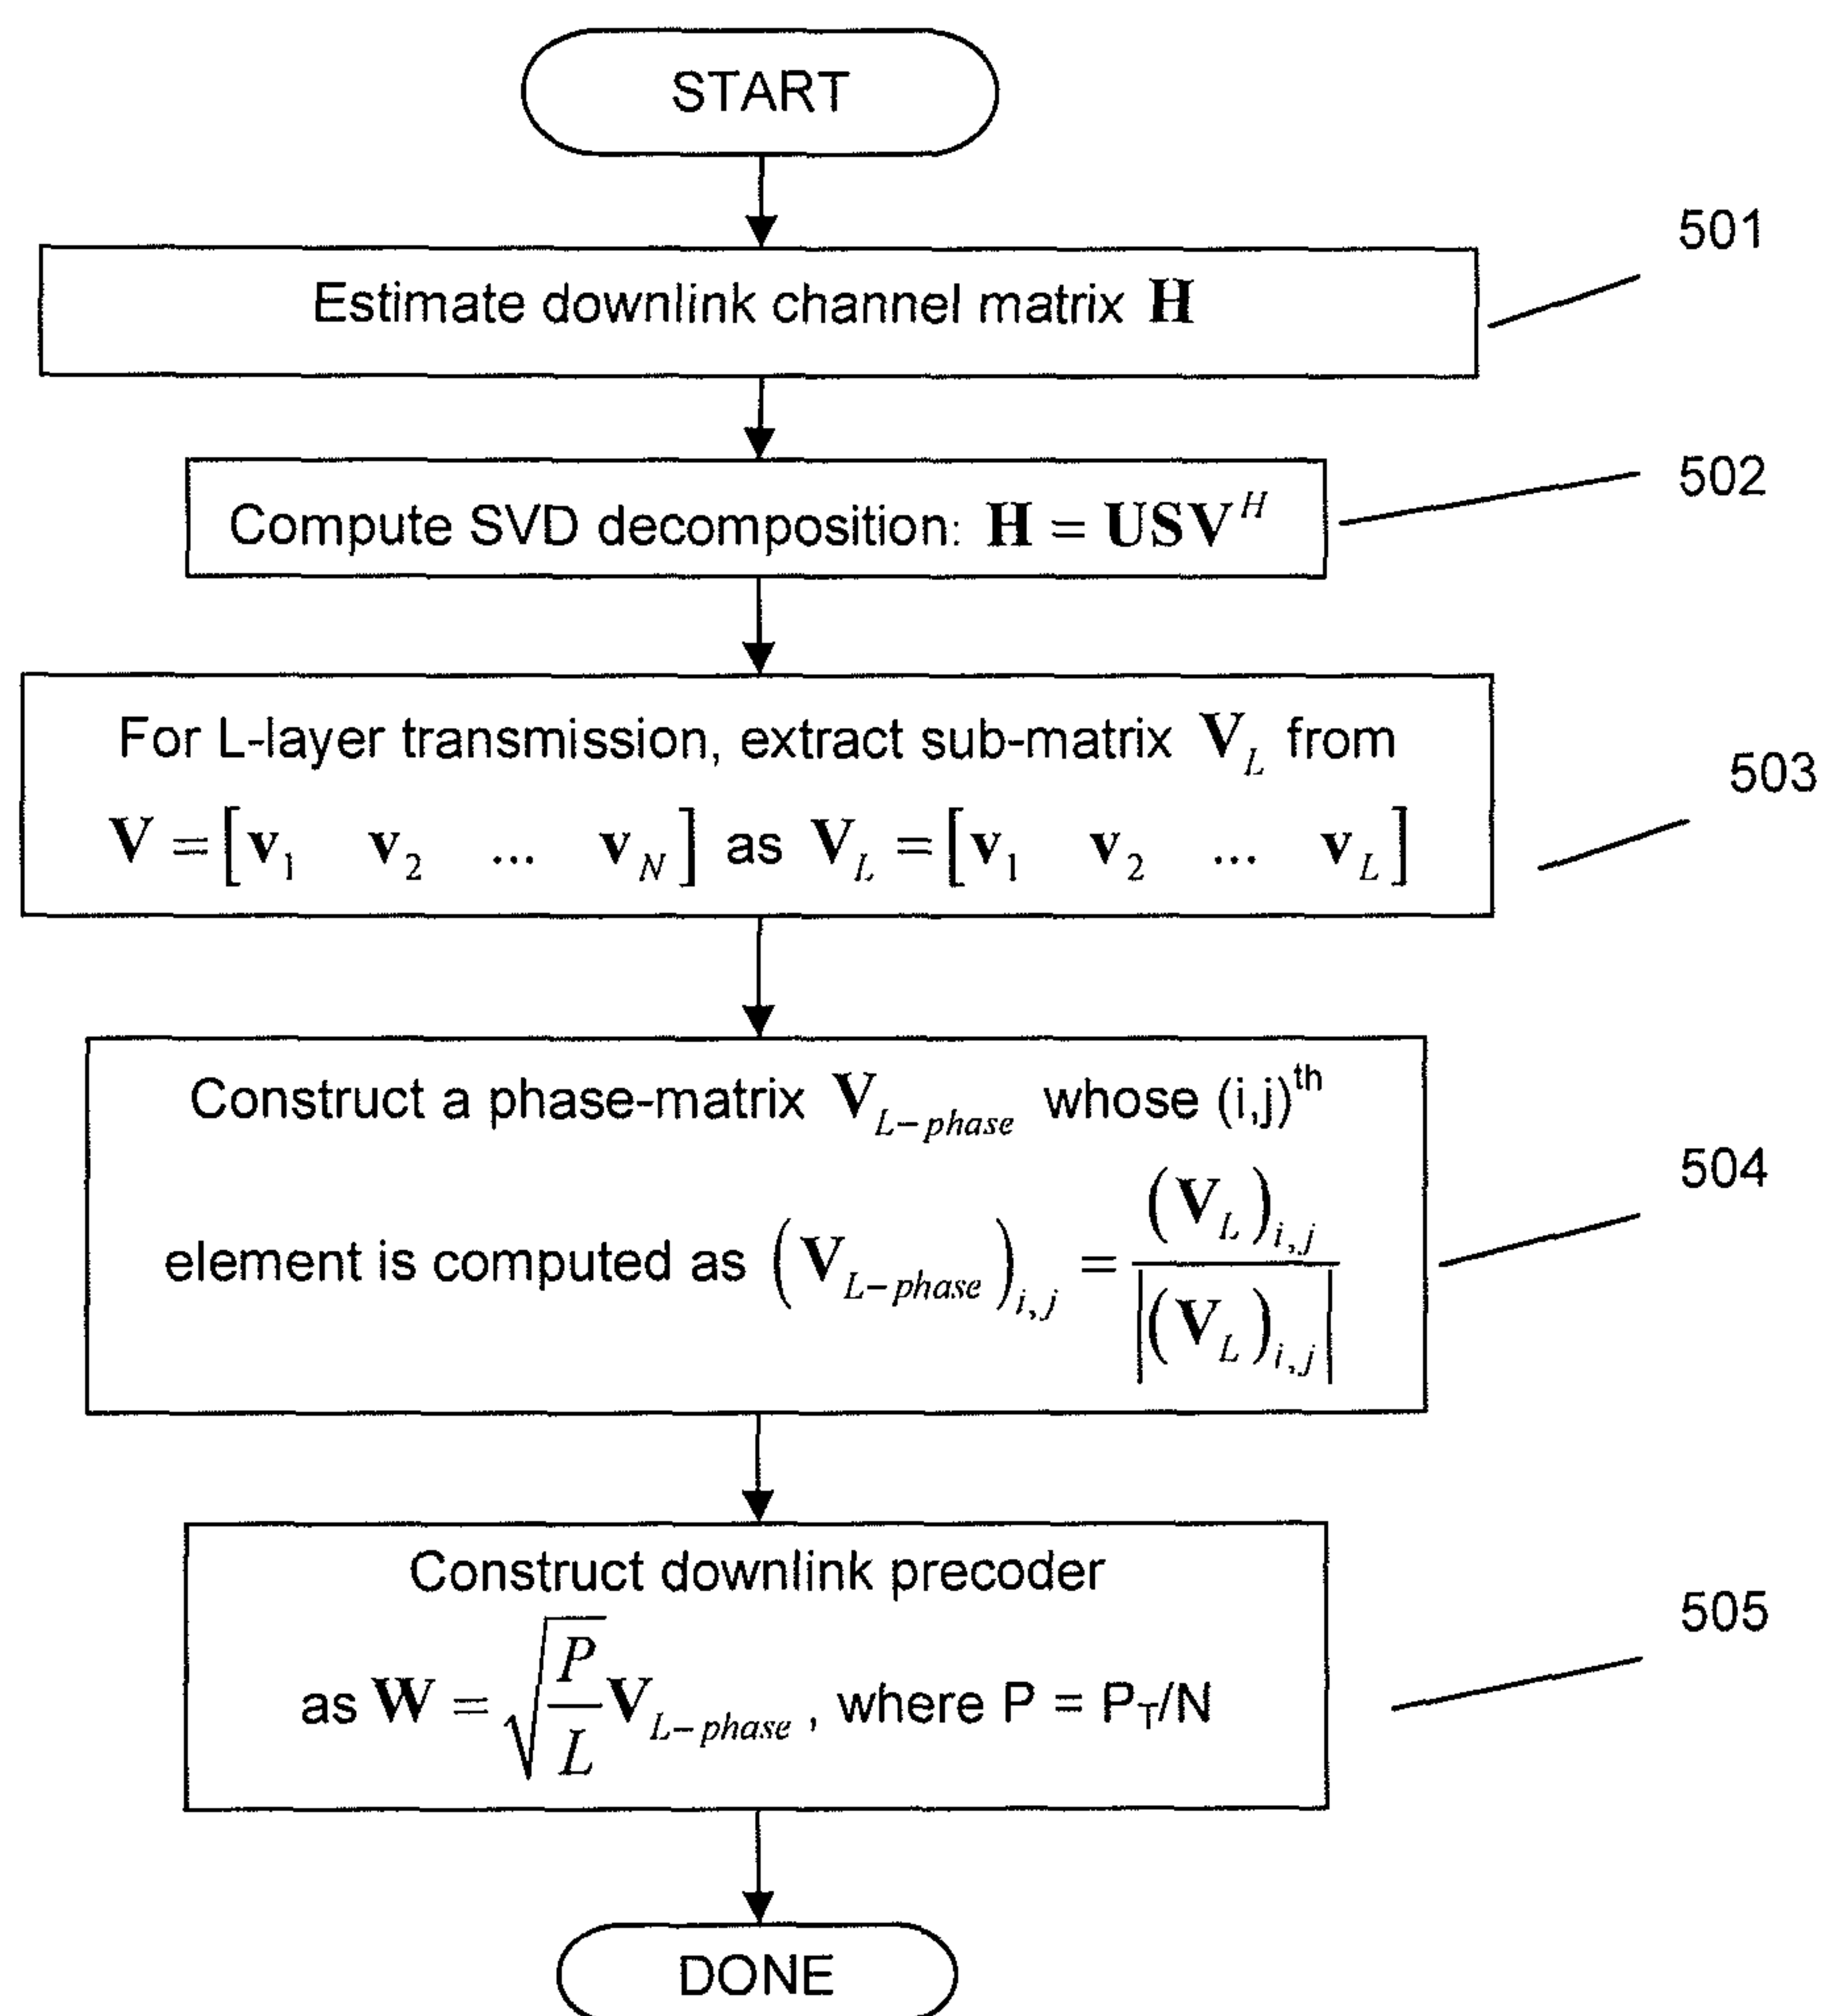 START
501
Estimate downlink channel matrix H
502
Compute SVD decomposition: H = USV^H
For L-layer transmission, extract sub-matrix V_L from
503
V = [v_1 v_2 ... v_N] as V_L = [v_1 v_2 ... v_L]
Construct a phase-matrix V_{L-phase} whose (i,j)^th
504
element is computed as (V_{L-phase})_{i,j} = (V_L)_{i,j} / |(V_L)_{i,j}|
Construct downlink precoder
505
as W = √(P/L) V_{L-phase}, where P = P_T/N
DONE